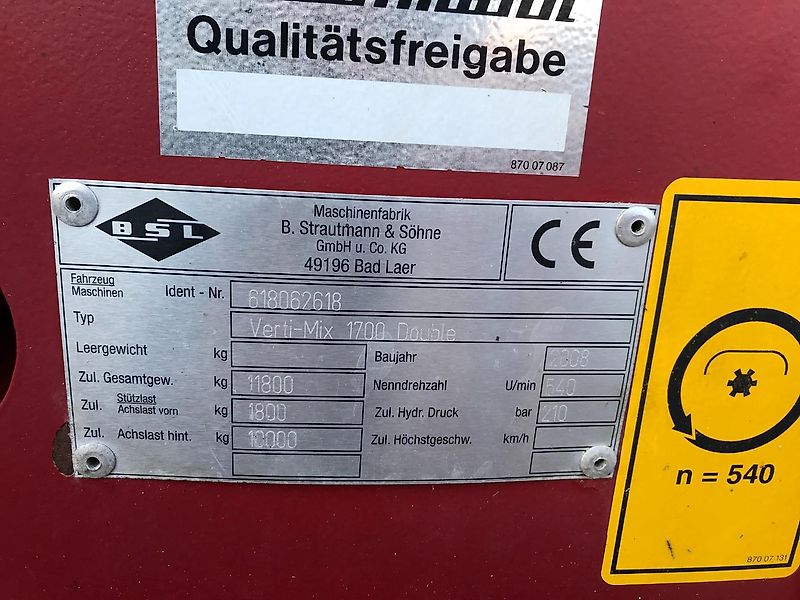 Qualitätsfreigabe
870 07 087
BSL
Maschinenfabrik
B. Strautmann & Söhne
GmbH u. Co. KG
49196 Bad Laer
CE
Fahrzeug
Maschinen Ident - Nr. 618062618
Typ Verti-Mix 1700 Double
Leergewicht kg Baujahr 2008
Zul. Gesamtgew. kg 11800 Nenndrehzahl U/min 540
Zul. Stützlast
Achslast vorn kg 1800 Zul. Hydr. Druck bar 210
Zul. Achslast hint. kg 10000 Zul. Höchstgeschw. km/h
n = 540
870 07 131